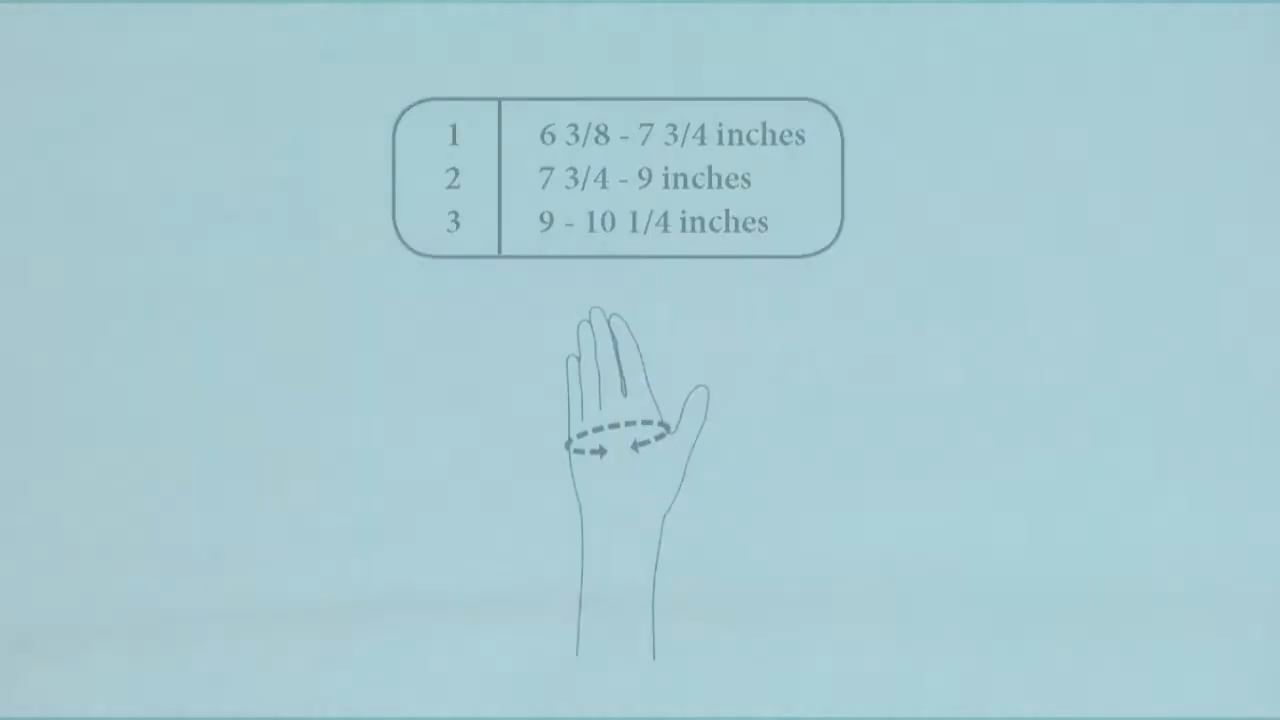 1 6 3/8 - 7 3/4 inches
2 7 3/4 - 9 inches
3 9 - 10 1/4 inches